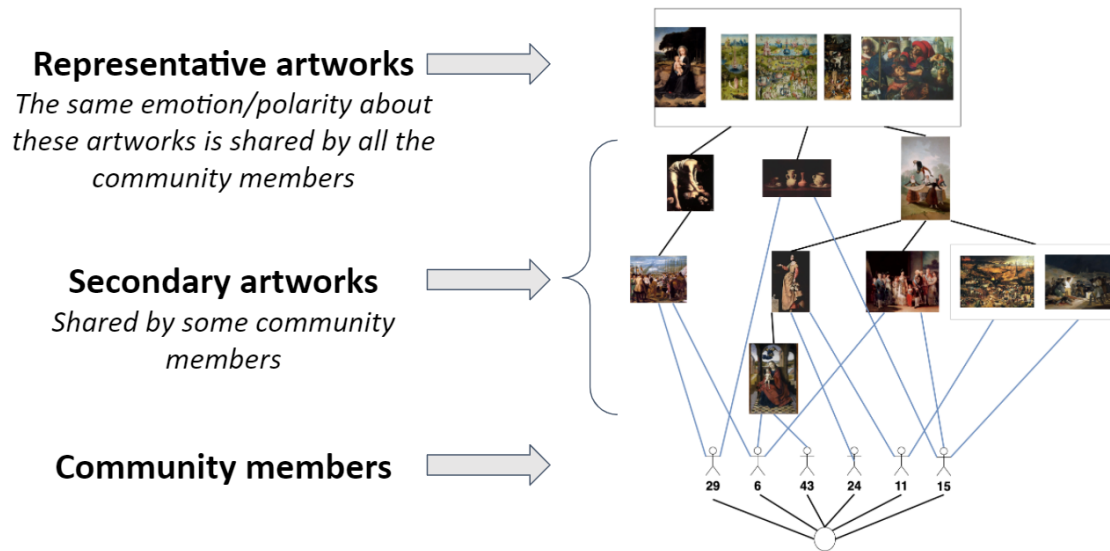 Representative artworks
The same emotion/polarity about
these artworks is shared by all the
community members
Secondary artworks
Shared by some community
members
Community members
29 6 43 24 11 15